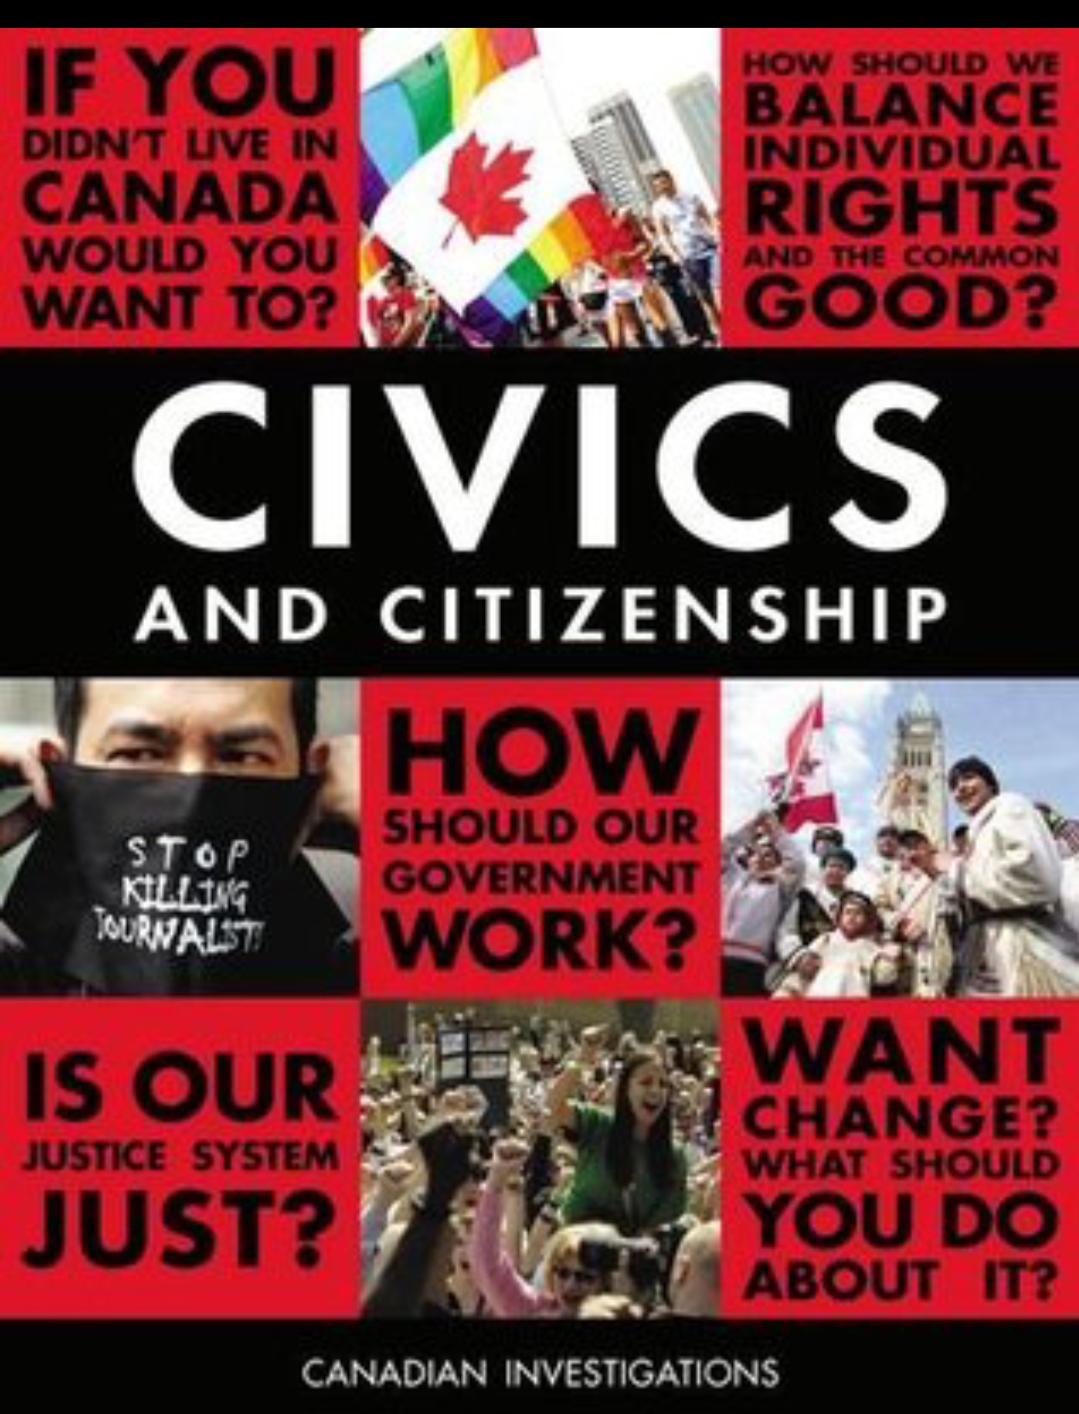 IF YOU
DIDN'T LIVE IN
CANADA
WOULD YOU
WANT TO?
HOW SHOULD WE
BALANCE
INDIVIDUAL
RIGHTS
AND THE COMMON
GOOD?
CIVICS
AND CITIZENSHIP
STOP
KILLING
JOURNALIST!
HOW
SHOULD OUR
GOVERNMENT
WORK?
IS OUR
JUSTICE SYSTEM
JUST?
WANT
CHANGE?
WHAT SHOULD
YOU DO
ABOUT IT?
CANADIAN INVESTIGATIONS